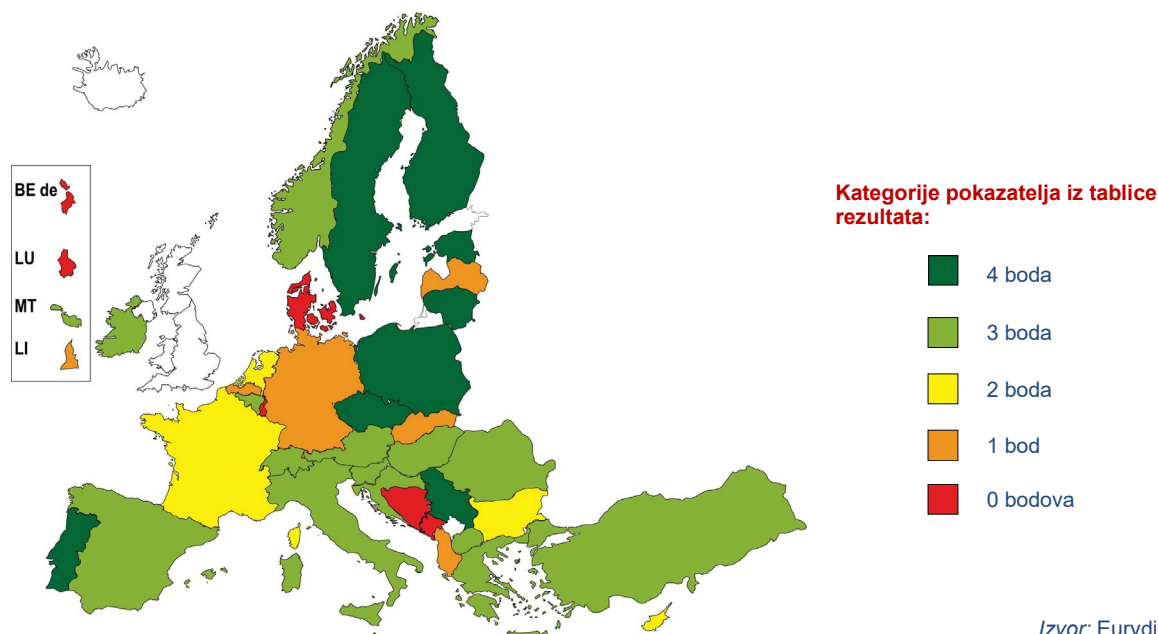 BE de
LU
MT
LI
Kategorije pokazatelja iz tablice
rezultata:
4 boda
3 boda
2 boda
1 bod
0 bodova
Izvor: Eurydi